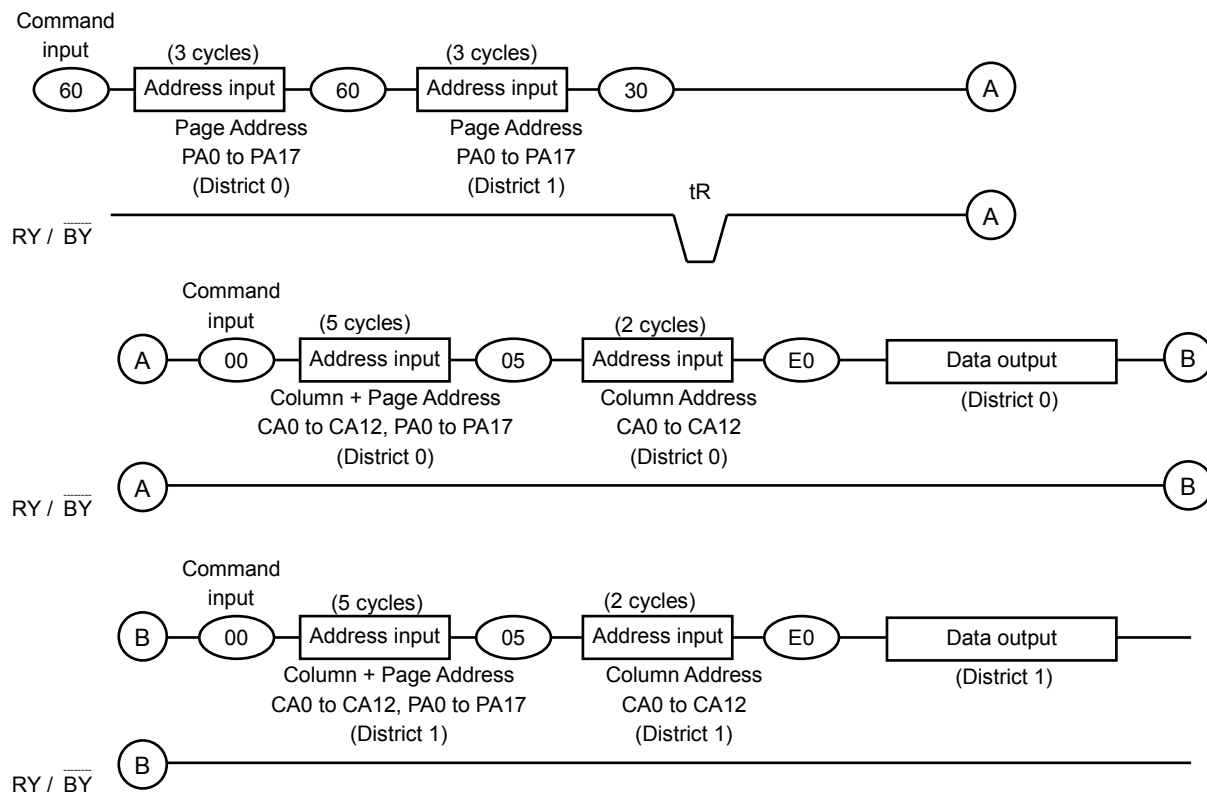 Command
input
(3 cycles)
(3 cycles)
60
Address input
60
Address input
30
A
Page Address
PA0 to PA17
(District 0)
Page Address
PA0 to PA17
(District 1)
tR
RY / BY
A
Command
input
(5 cycles)
(2 cycles)
A
00
Address input
05
Address input
E0
Data output
B
Column + Page Address
CA0 to CA12, PA0 to PA17
(District 0)
Column Address
CA0 to CA12
(District 0)
(District 0)
RY / BY
A
B
Command
input
(5 cycles)
(2 cycles)
B
00
Address input
05
Address input
E0
Data output
Column + Page Address
CA0 to CA12, PA0 to PA17
(District 1)
Column Address
CA0 to CA12
(District 1)
(District 1)
RY / BY
B